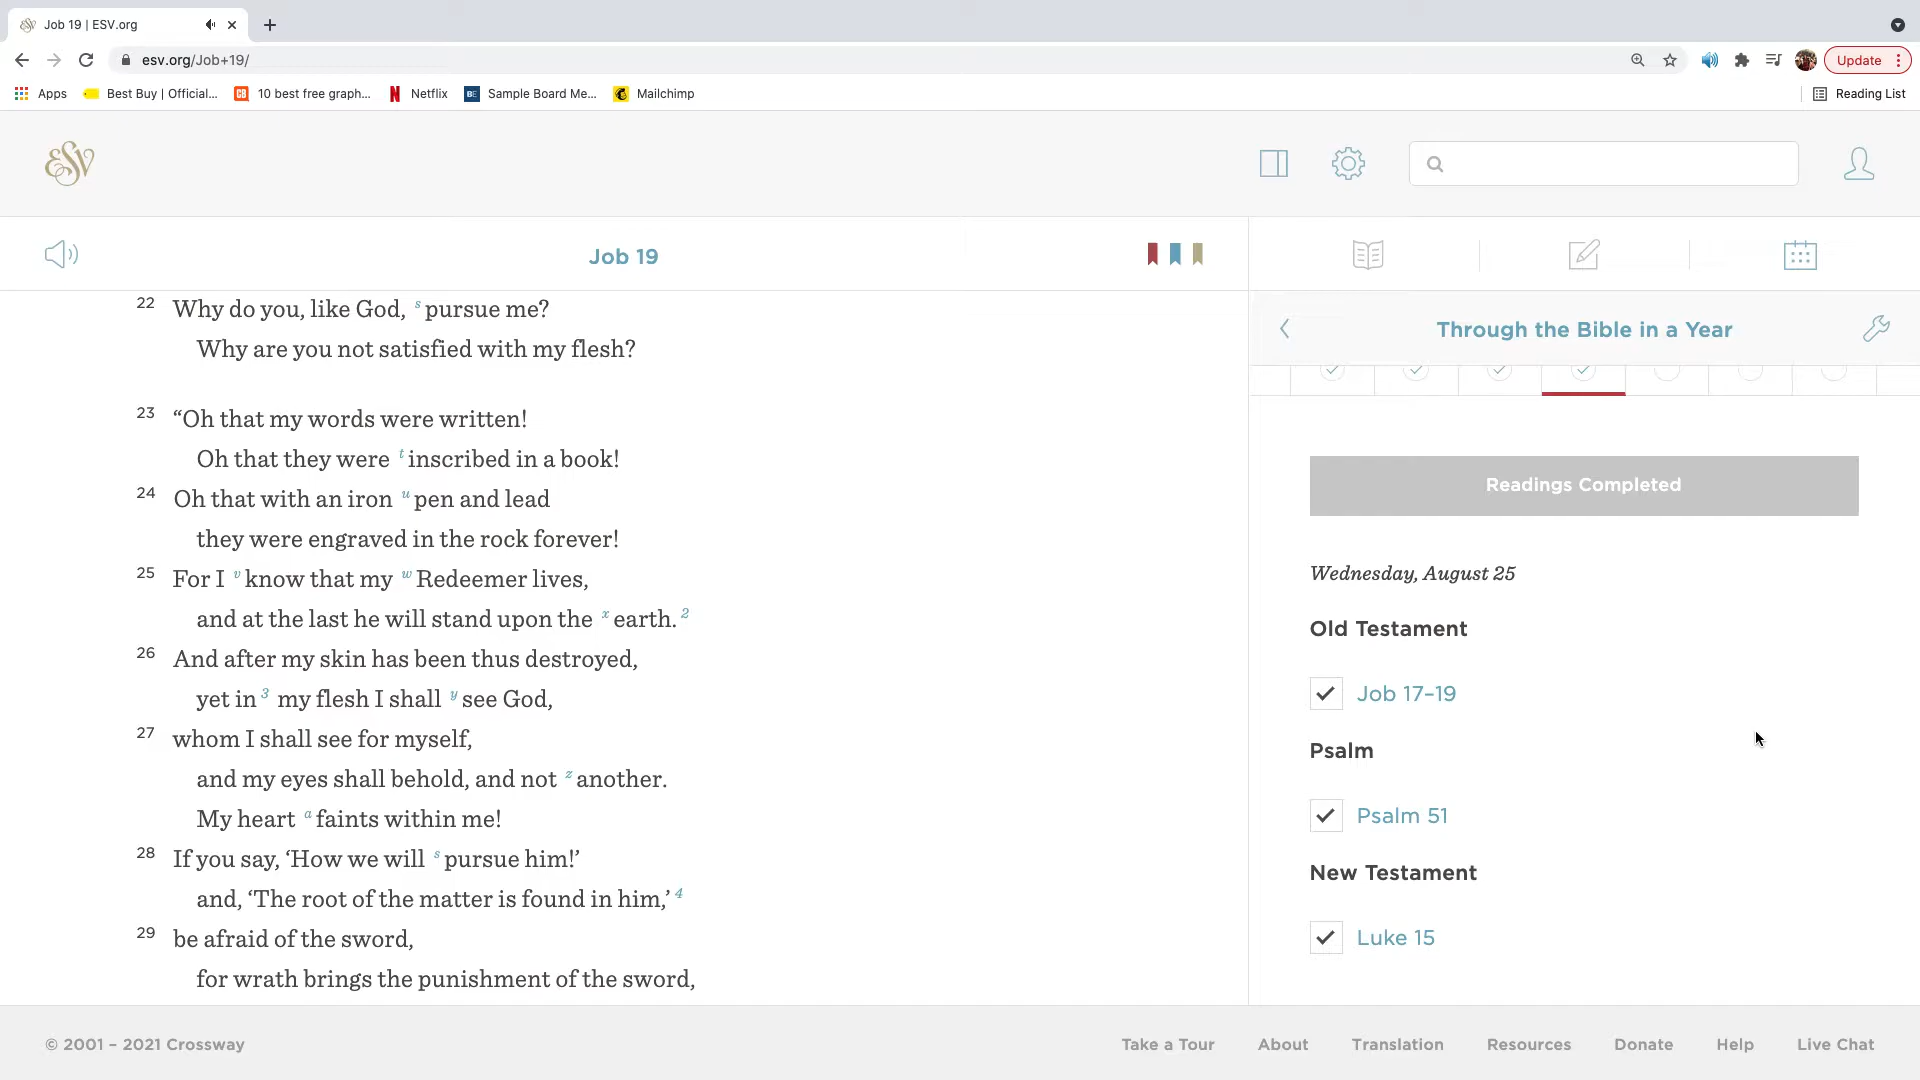 Job 19 | ESV.org
esv.org/Job+19/
Update
Apps
Best Buy | Official...
10 best free graph...
Netflix
Sample Board Me...
Mailchimp
Reading List
ESV
Job 19
22 Why do you, like God, s pursue me?
Why are you not satisfied with my flesh?
23 “Oh that my words were written!
Oh that they were t inscribed in a book!
24 Oh that with an iron u pen and lead
they were engraved in the rock forever!
25 For I v know that my w Redeemer lives,
and at the last he will stand upon the x earth. 2
26 And after my skin has been thus destroyed,
yet in 3 my flesh I shall y see God,
27 whom I shall see for myself,
and my eyes shall behold, and not z another.
My heart a faints within me!
28 If you say, ‘How we will s pursue him!’
and, ‘The root of the matter is found in him,’ 4
29 be afraid of the sword,
for wrath brings the punishment of the sword,
Through the Bible in a Year
Readings Completed
Wednesday, August 25
Old Testament
Job 17–19
Psalm
Psalm 51
New Testament
Luke 15
© 2001 – 2021 Crossway
Take a Tour
About
Translation
Resources
Donate
Help
Live Chat